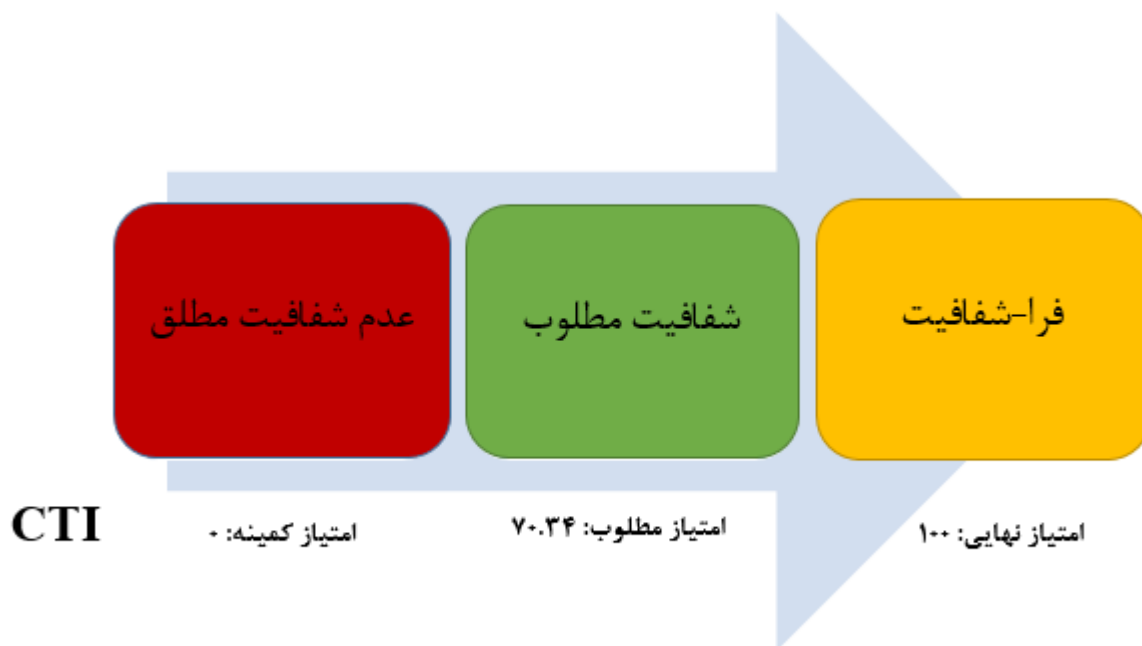 عدم شفافیت مطلق
شفافیت مطلوب
فرا-شفافیت
CTI
امتیاز کمینه: ۰
امتیاز مطلوب: ۷۰.۳۴
امتیاز نهایی: ۱۰۰